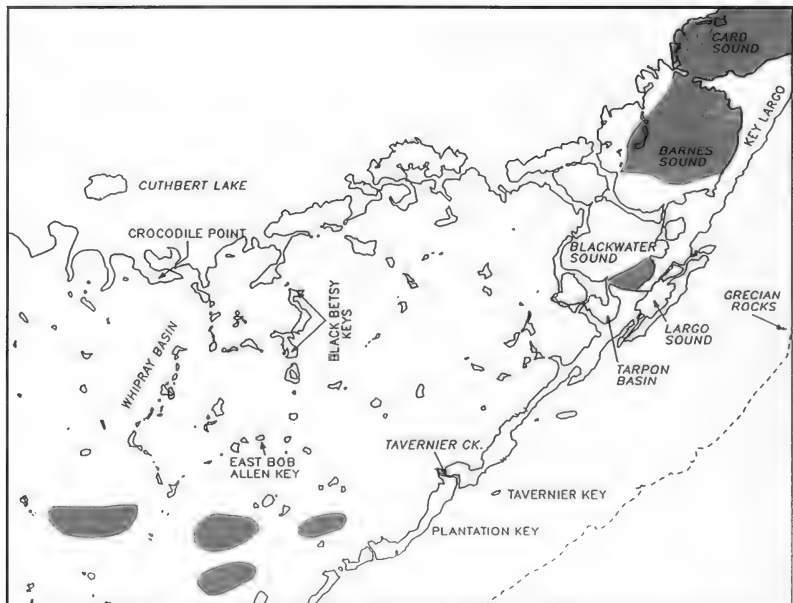 CARD
SOUND
KEY LARGO
BARNES
SOUND
CUTHBERT LAKE
CROCODILE POINT
BLACKWATER
SOUND
GRECIAN
ROCKS
BLACK BETSY
KEYS
LARGO
SOUND
WHIPRAY BASIN
TARPON
BASIN
TAVERNIER CK.
EAST BOB
ALLEN KEY
TAVERNIER KEY
PLANTATION KEY